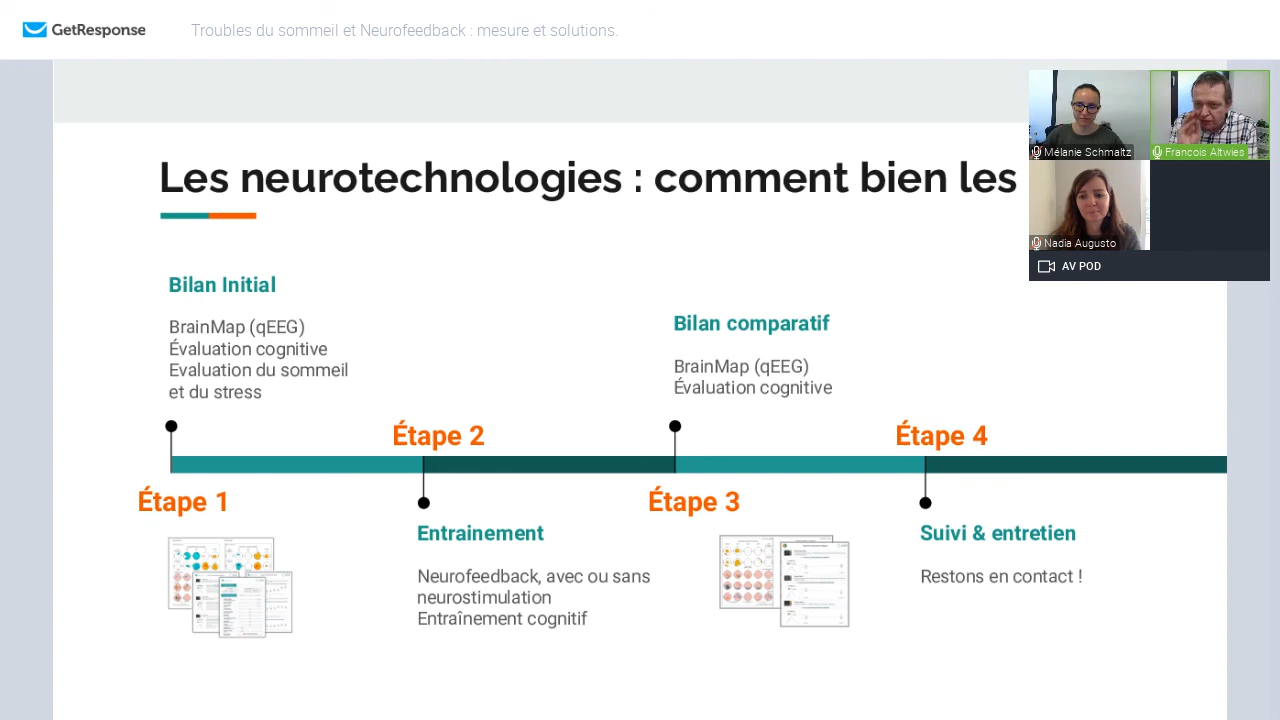 GetResponse
Troubles du sommeil et Neurofeedback : mesure et solutions.
Mélanie Schmaltz
Francois Altwies
Nadia Augusto
AV POD
Les neurotechnologies : comment bien les
Bilan Initial
BrainMap (qEEG)
Évaluation cognitive
Evaluation du sommeil
et du stress
Bilan comparatif
BrainMap (qEEG)
Évaluation cognitive
Étape 2
Étape 4
Étape 1
Étape 3
Entrainement
Neurofeedback, avec ou sans
neurostimulation
Entraînement cognitif
Suivi & entretien
Restons en contact !